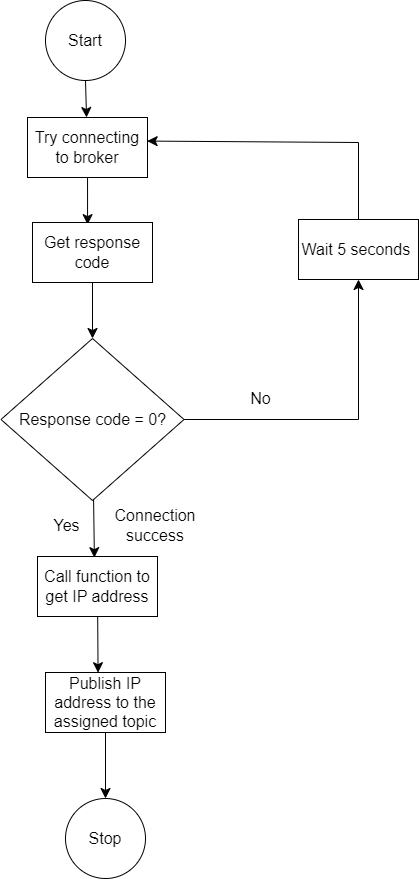 Start
Try connecting
to broker
Get response
code
Wait 5 seconds
Response code = 0?
No
Yes
Connection
success
Call function to
get IP address
Publish IP
address to the
assigned topic
Stop